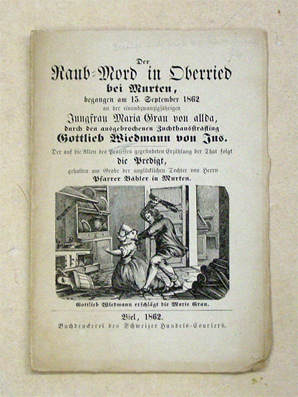 Der
Raub-Mord in Oberried
bei Murten,
begangen am 15. September 1862
an der einundzwanzigjährigen
Jungfrau Maria Grau von allda,
durch den ausgebrochenen Zuchthaussträfling
Gottlieb Wiedmann von Ins.
Der auf die Akten des Prozesses gegründeten Erzählung der That folgt
die Predigt,
gehalten am Grabe der unglücklichen Tochter von Herrn
Pfarrer Bähler in Murten.
Gottlieb Wiedmann erschlägt die Marie Grau.
Biel, 1862.
Buchdruckerei des Schweizer Handels-Couriers.